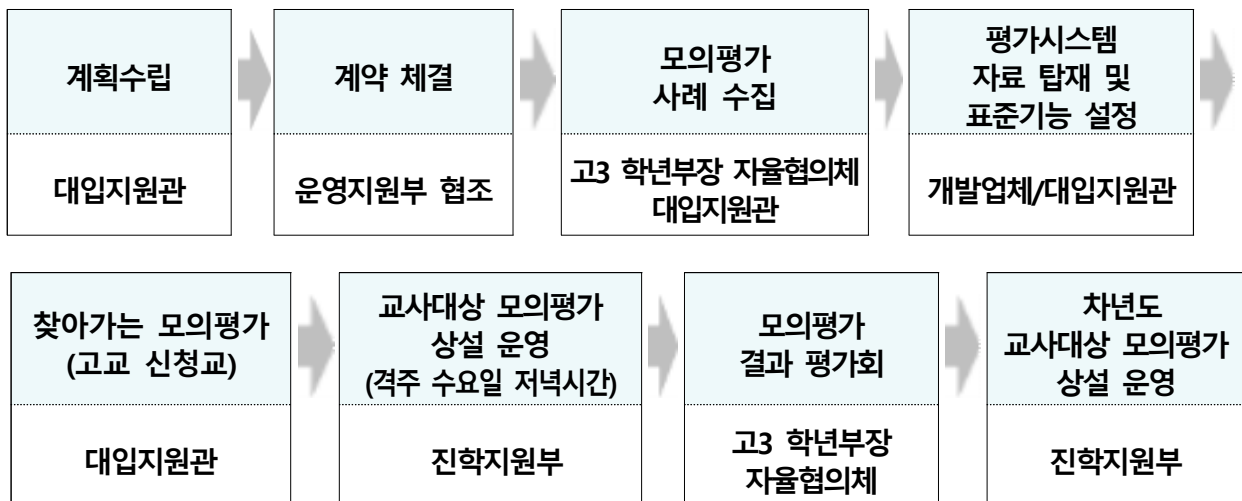 계획수립
대입지원관
계약 체결
운영지원부 협조
모의평가
사례 수집
고3 학년부장 자율협의체
대입지원관
평가시스템
자료 탑재 및
표준기능 설정
개발업체/대입지원관
찾아가는 모의평가
(고교 신청교)
대입지원관
교사대상 모의평가
상설 운영
(격주 수요일 저녁시간)
진학지원부
모의평가
결과 평가회
고3 학년부장
자율협의체
차년도
교사대상 모의평가
상설 운영
진학지원부